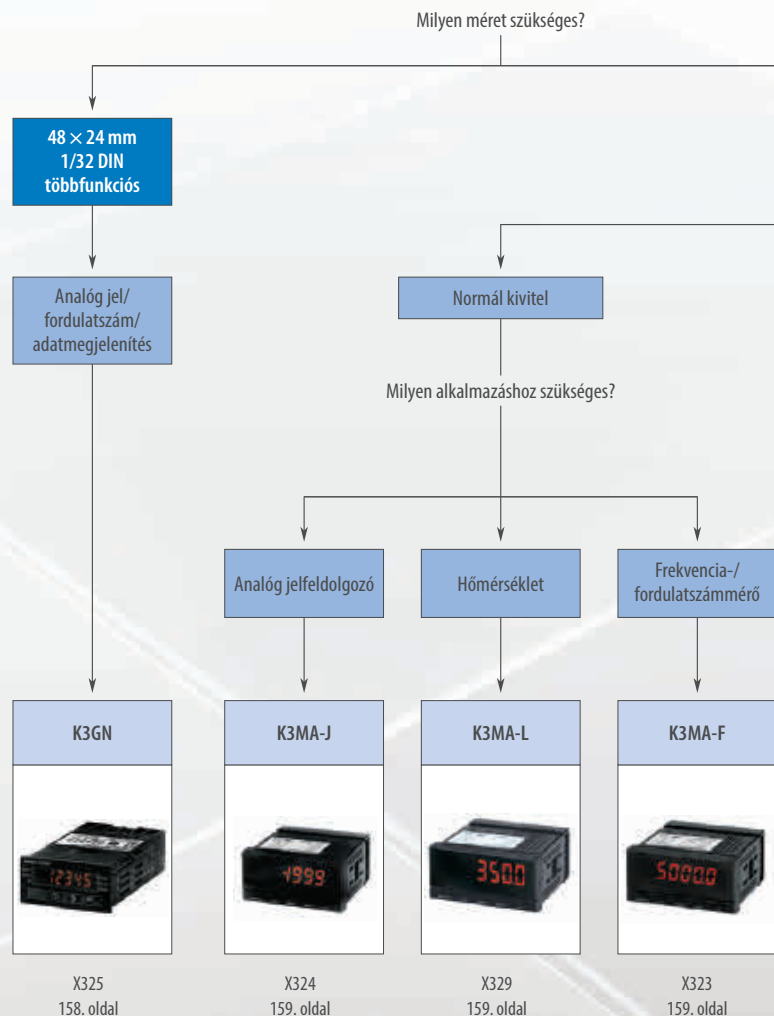 Milyen méret szükséges?
48 × 24 mm
1/32 DIN
többfunkciós
Analóg jel/
fordulatszám/
adatmegjelenítés
Normál kivitel
Milyen alkalmazáshoz szükséges?
Analóg jelfeldolgozó
Hőmérséklet
Frekvencia-/
fordulatszámmérő
K3GN
K3MA-J
K3MA-L
K3MA-F
12345
1999
350.0
5000.0
X325
158. oldal
X324
159. oldal
X329
159. oldal
X323
159. oldal